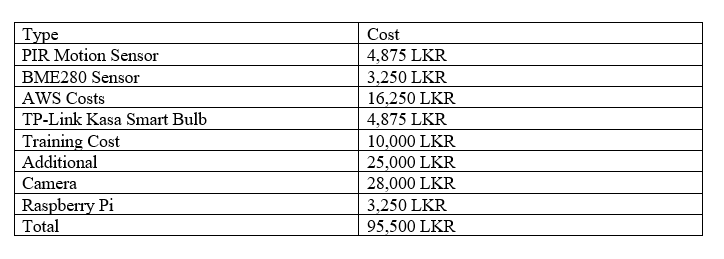 Type Cost
PIR Motion Sensor 4,875 LKR
BME280 Sensor 3,250 LKR
AWS Costs 16,250 LKR
TP-Link Kasa Smart Bulb 4,875 LKR
Training Cost 10,000 LKR
Additional 25,000 LKR
Camera 28,000 LKR
Raspberry Pi 3,250 LKR
Total 95,500 LKR